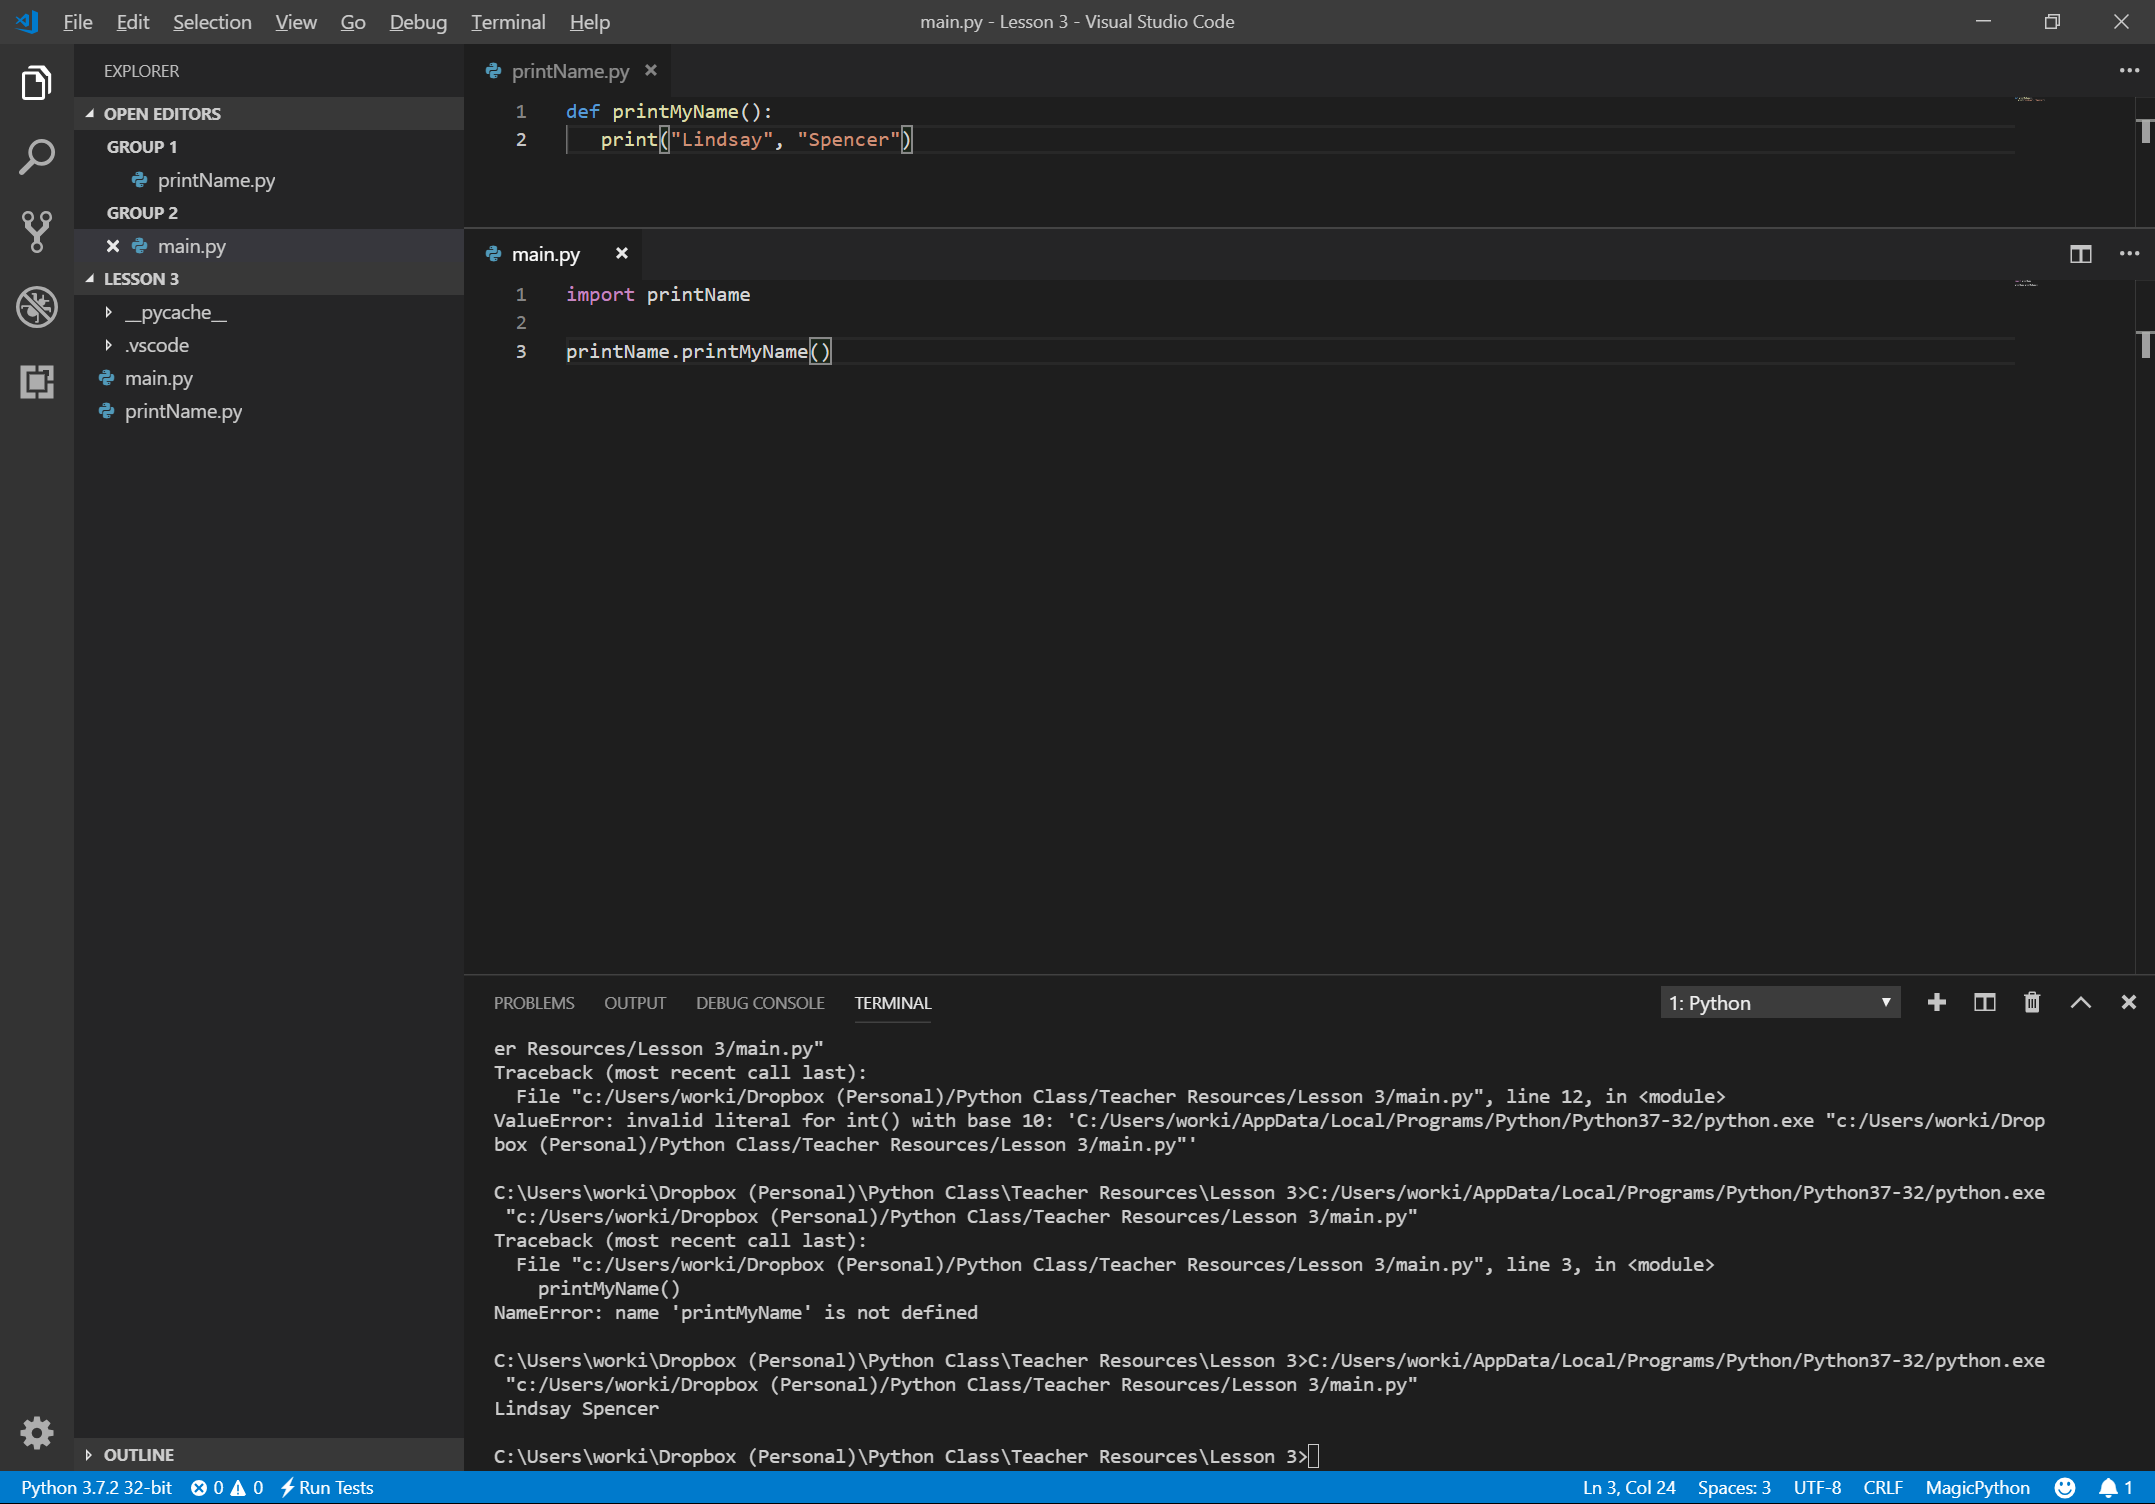 File Edit Selection View Go Debug Terminal Help
main.py - Lesson 3 - Visual Studio Code
EXPLORER
OPEN EDITORS
GROUP 1
printName.py
GROUP 2
main.py
LESSON 3
__pycache__
.vscode
main.py
printName.py
OUTLINE
printName.py
1 def printMyName():
2 print("Lindsay", "Spencer")
main.py
1 import printName
2
3 printName.printMyName()
PROBLEMS OUTPUT DEBUG CONSOLE TERMINAL
1: Python
er Resources/Lesson 3/main.py"
Traceback (most recent call last):
File "c:/Users/worki/Dropbox (Personal)/Python Class/Teacher Resources/Lesson 3/main.py", line 12, in <module>
ValueError: invalid literal for int() with base 10: 'C:/Users/worki/AppData/Local/Programs/Python/Python37-32/python.exe "c:/Users/worki/Drop
box (Personal)/Python Class/Teacher Resources/Lesson 3/main.py"'
C:\Users\worki\Dropbox (Personal)\Python Class\Teacher Resources\Lesson 3>C:/Users/worki/AppData/Local/Programs/Python/Python37-32/python.exe
"c:/Users/worki/Dropbox (Personal)/Python Class/Teacher Resources/Lesson 3/main.py"
Traceback (most recent call last):
File "c:/Users/worki/Dropbox (Personal)/Python Class/Teacher Resources/Lesson 3/main.py", line 3, in <module>
printMyName()
NameError: name 'printMyName' is not defined
C:\Users\worki\Dropbox (Personal)\Python Class\Teacher Resources\Lesson 3>C:/Users/worki/AppData/Local/Programs/Python/Python37-32/python.exe
"c:/Users/worki/Dropbox (Personal)/Python Class/Teacher Resources/Lesson 3/main.py"
Lindsay Spencer
C:\Users\worki\Dropbox (Personal)\Python Class\Teacher Resources\Lesson 3>
Python 3.7.2 32-bit 0 0 Run Tests Ln 3, Col 24 Spaces: 3 UTF-8 CRLF MagicPython 1